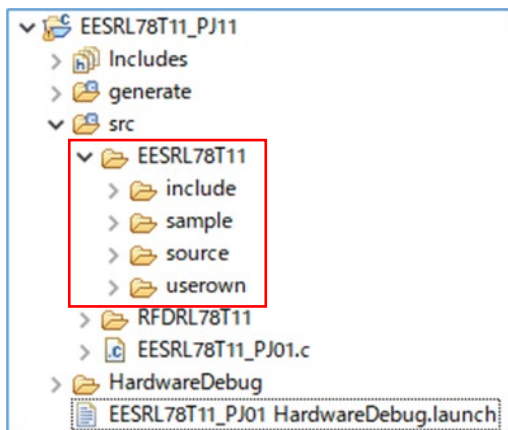 EESRL78T11_PJ11
Includes
generate
src
EESRL78T11
include
sample
source
userown
RFDRL78T11
EESRL78T11_PJ01.c
HardwareDebug
EESRL78T11_PJ01 HardwareDebug.launch